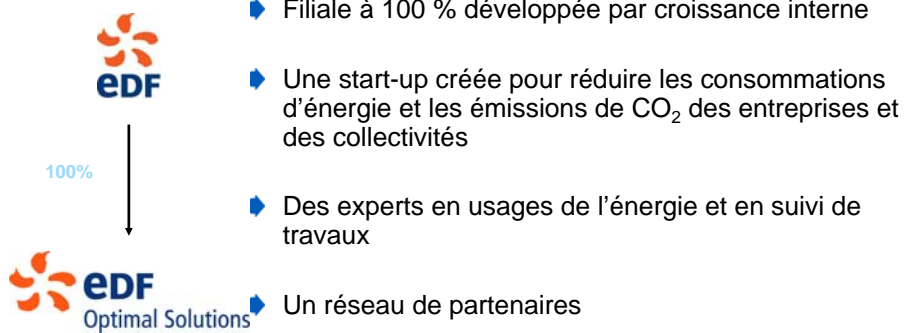 Filiale à 100 % développée par croissance interne
eDF
Une start-up créée pour réduire les consommations
d’énergie et les émissions de CO₂ des entreprises et
des collectivités
100%
Des experts en usages de l’énergie et en suivi de
travaux
eDF
Optimal Solutions
Un réseau de partenaires